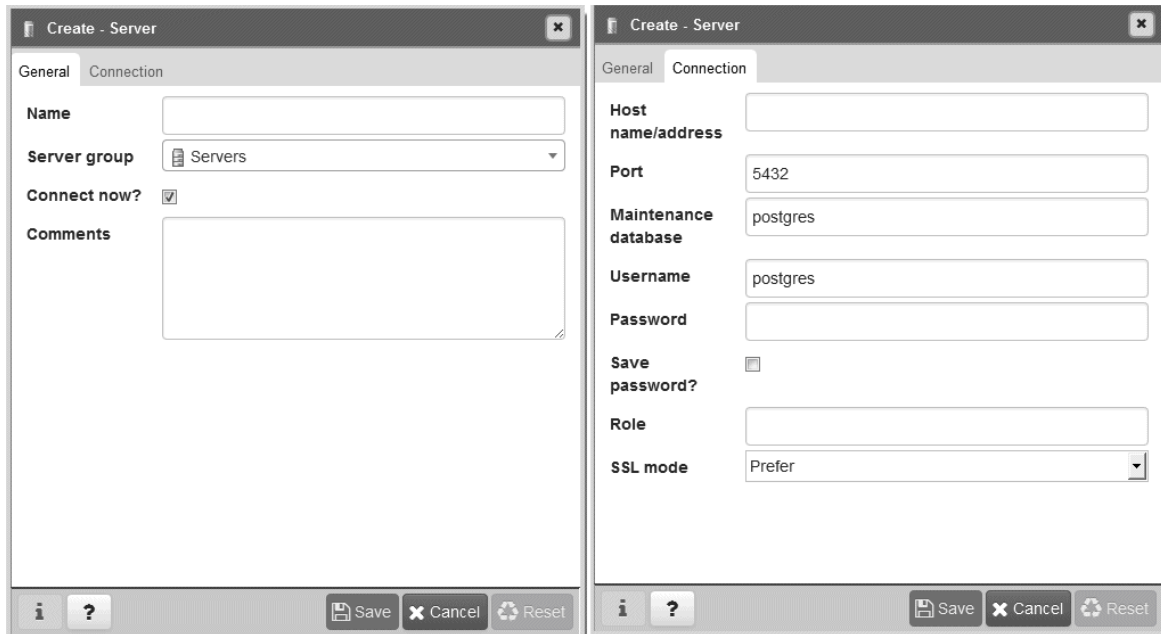 Create - Server
General Connection
Name
Server group Servers
Connect now?
Comments
i ? Save Cancel Reset
Create - Server
General Connection
Host
name/address
Port 5432
Maintenance
database postgres
Username postgres
Password
Save
password?
Role
SSL mode Prefer
i ? Save Cancel Reset